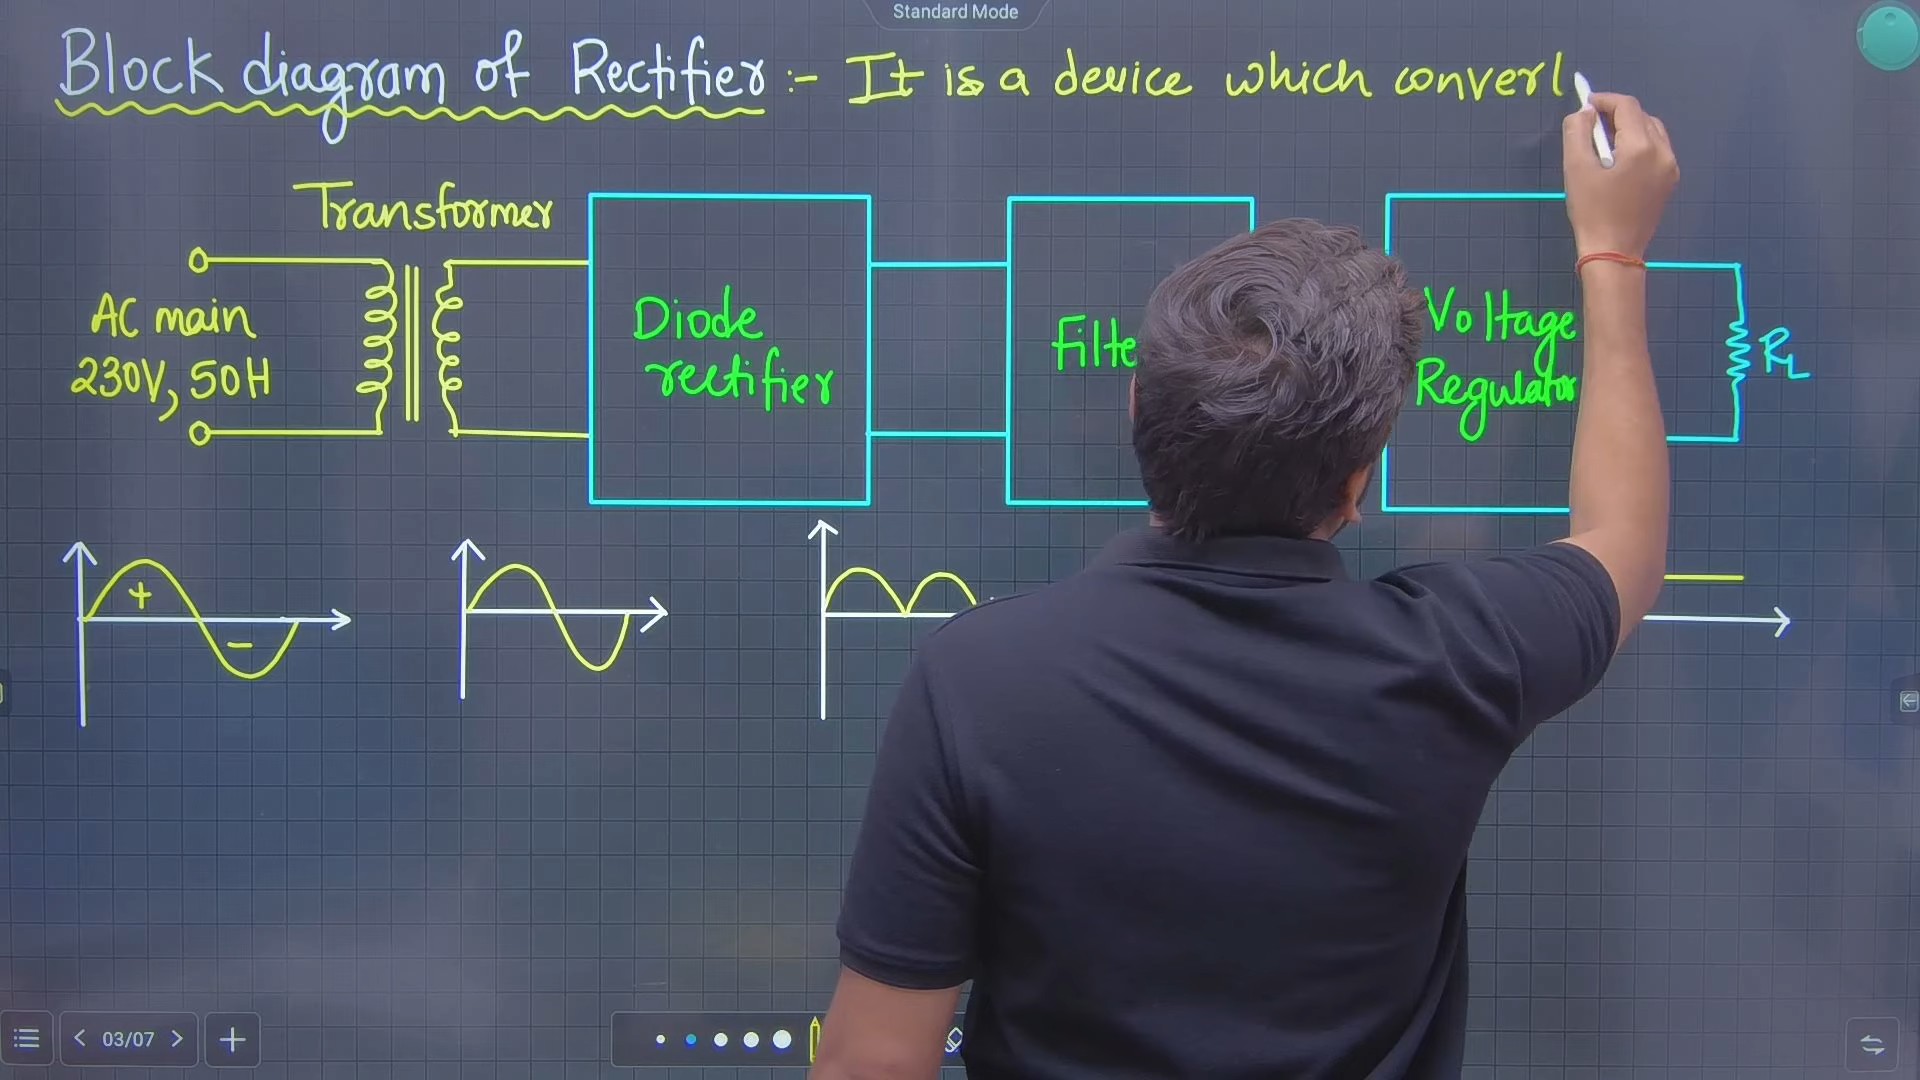 Standard Mode
Block diagram of Rectifier :- It is a device which convert
Transformer
AC main
230V, 50H
Diode
rectifier
Filte
Voltage
Regulator
RL
+
−
03/07